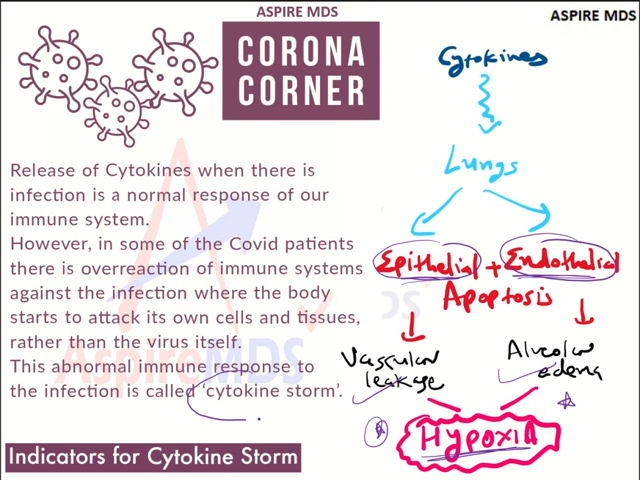 ASPIRE MDS
ASPIRE MDS
CORONA
CORNER
Release of Cytokines when there is
infection is a normal response of our
immune system.
However, in some of the Covid patients
there is overreaction of immune systems
against the infection where the body
starts to attack its own cells and tissues,
rather than the virus itself.
This abnormal immune response to
the infection is called ‘cytokine storm’.
Indicators for Cytokine Storm
AspireMDS
Cytokines
Lungs
Epithelial + Endothelial
Apoptosis
Vascular
leakage
Alveolar
edema
Hypoxia